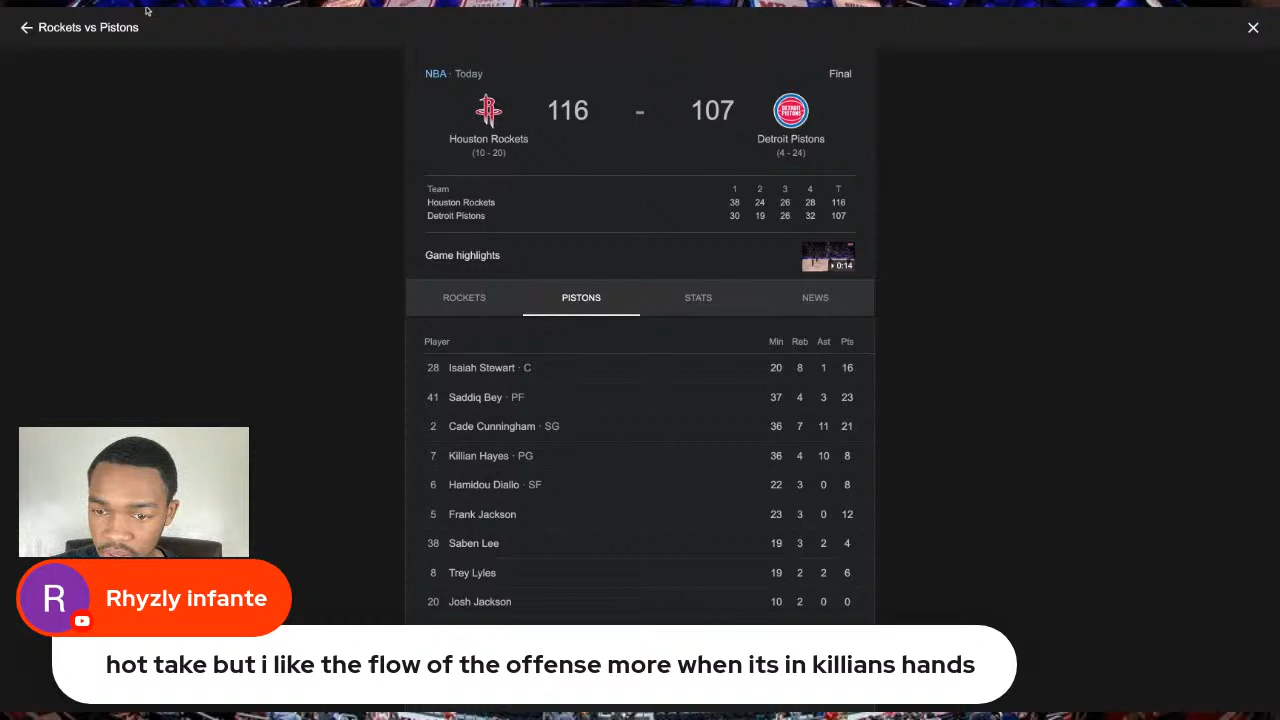 Rockets vs Pistons
NBA · Today
Final
116 - 107
Houston Rockets
(10 - 20)
DETROIT PISTONS
Detroit Pistons
(4 - 24)
Team 1 2 3 4 T
Houston Rockets 38 24 26 28 116
Detroit Pistons 30 19 26 32 107
Game highlights
0:14
ROCKETS PISTONS STATS NEWS
Player Min Reb Ast Pts
28 Isaiah Stewart · C 20 8 1 16
41 Saddiq Bey · PF 37 4 3 23
2 Cade Cunningham · SG 36 7 11 21
7 Killian Hayes · PG 36 4 10 8
6 Hamidou Diallo · SF 22 3 0 8
5 Frank Jackson 23 3 0 12
38 Saben Lee 19 3 2 4
8 Trey Lyles 19 2 2 6
20 Josh Jackson 10 2 0 0
R
Rhyzly infante
hot take but i like the flow of the offense more when its in killians hands